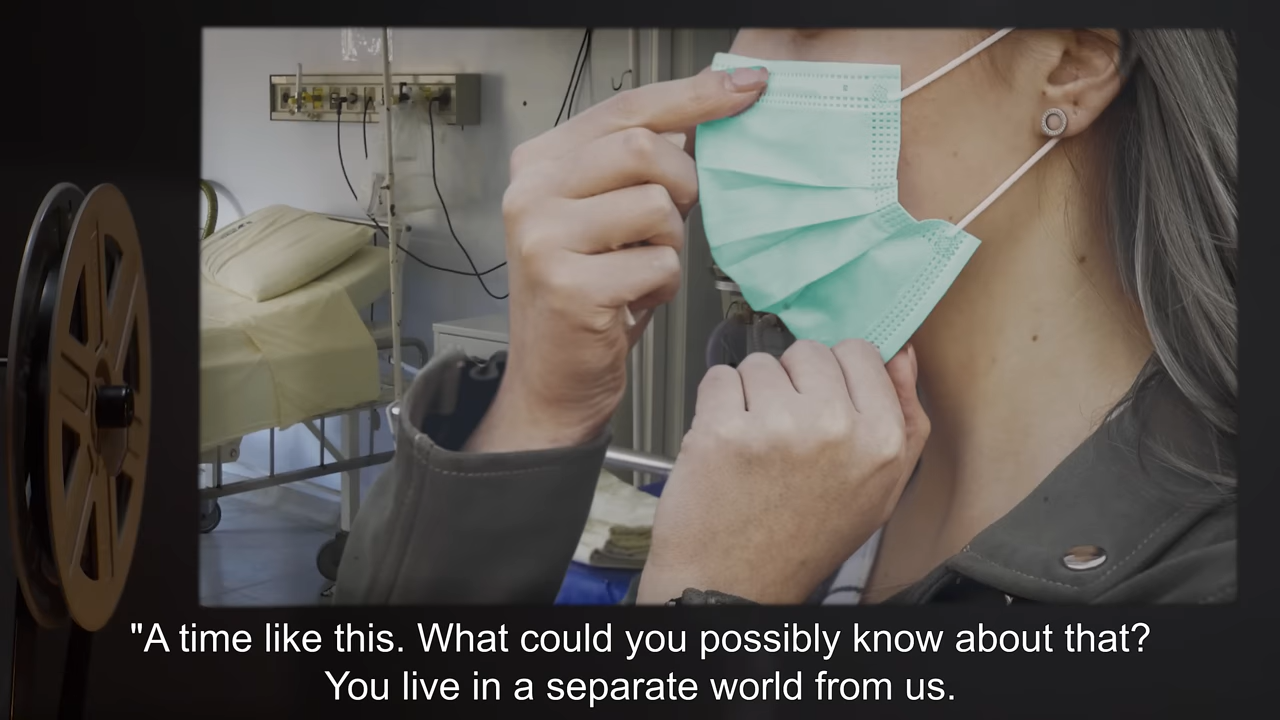 "A time like this. What could you possibly know about that?
You live in a separate world from us.